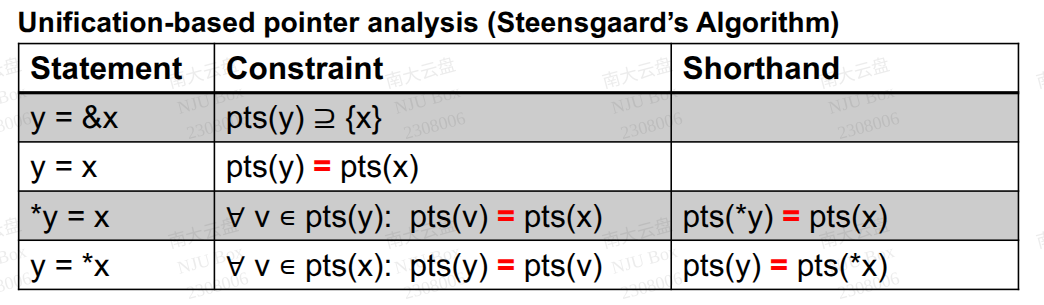 Unification-based pointer analysis (Steensgaard's Algorithm)
Statement Constraint Shorthand
y = &x pts(y) ⊇ {x}
y = x pts(y) = pts(x)
*y = x ∀ v ∊ pts(y): pts(v) = pts(x) pts(*y) = pts(x)
y = *x ∀ v ∊ pts(x): pts(y) = pts(v) pts(y) = pts(*x)
南大云盘
NJU Box
2308006